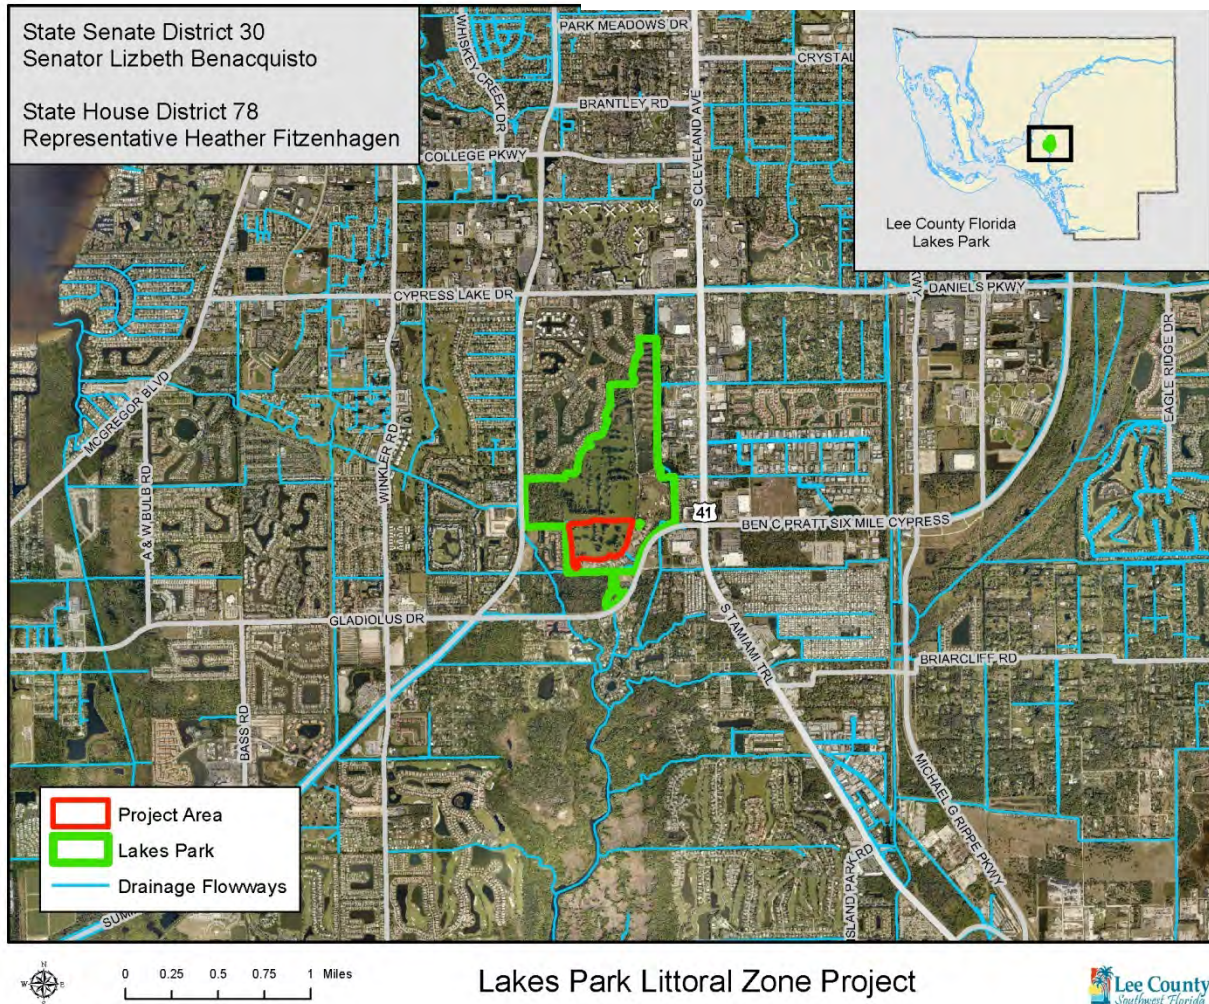 State Senate District 30
Senator Lizbeth Benacquisto
State House District 78
Representative Heather Fitzenhagen
WHISKEY CREEK DR
PARK MEADOWS DR
CRYSTAL
BRANTLEY RD
S CLEVELAND AVE
COLLEGE PKWY
Lee County Florida
Lakes Park
CYPRESS LAKE DR
DANIELS PKWY
MCGREGOR BLVD
EAGLE RIDGE DR
A & W BULB RD
WINKLER RD
41
BEN C PRATT SIX MILE CYPRESS
GLADIOLUS DR
S TAMIAMI TRL
BRIARCLIFF RD
BASS RD
MICHAEL G RIPPE PKWY
ISLAND PARK RD
Project Area
Lakes Park
Drainage Flowways
N
W
E
S
0 0.25 0.5 0.75 1 Miles
Lakes Park Littoral Zone Project
Lee County
Southwest Florida